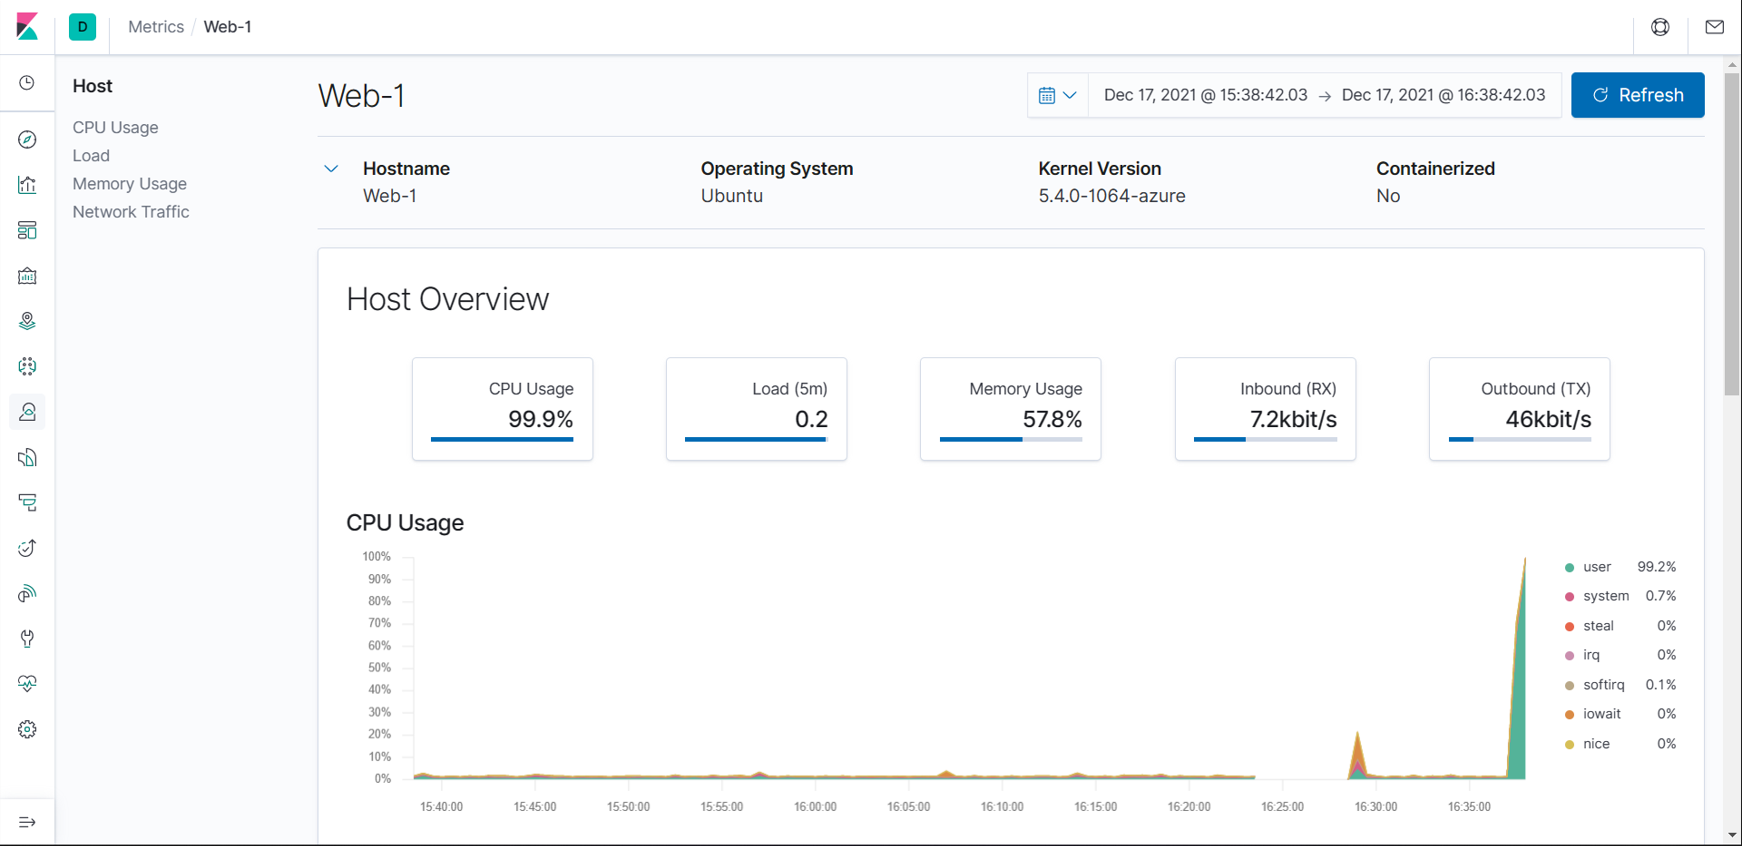 D
Metrics / Web-1
Host
CPU Usage
Load
Memory Usage
Network Traffic
Web-1
Dec 17, 2021 @ 15:38:42.03 → Dec 17, 2021 @ 16:38:42.03
Refresh
Hostname
Web-1
Operating System
Ubuntu
Kernel Version
5.4.0-1064-azure
Containerized
No
Host Overview
CPU Usage
99.9%
Load (5m)
0.2
Memory Usage
57.8%
Inbound (RX)
7.2kbit/s
Outbound (TX)
46kbit/s
CPU Usage
100%
90%
80%
70%
60%
50%
40%
30%
20%
10%
0%
15:40:00 15:45:00 15:50:00 15:55:00 16:00:00 16:05:00 16:10:00 16:15:00 16:20:00 16:25:00 16:30:00 16:35:00
user 99.2%
system 0.7%
steal 0%
irq 0%
softirq 0.1%
iowait 0%
nice 0%